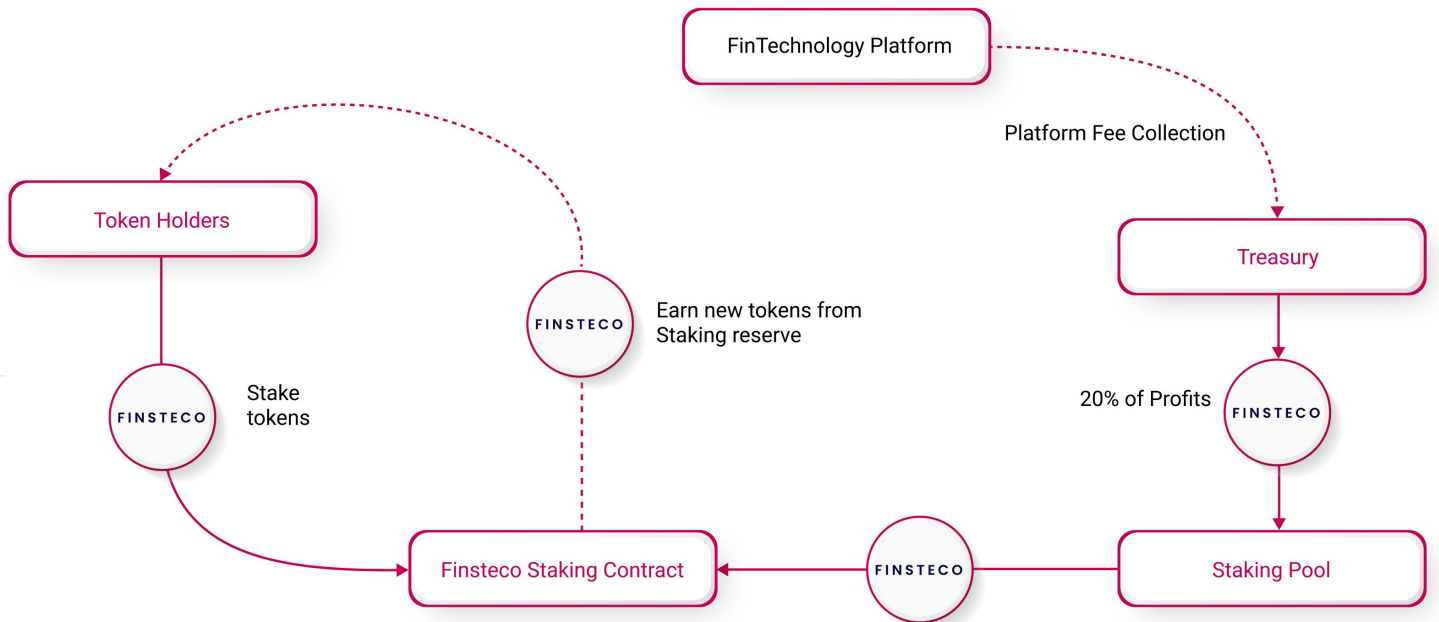 FinTechnology Platform
Platform Fee Collection
Token Holders
Treasury
Earn new tokens from
Staking reserve
FINSTECO
Stake
tokens
FINSTECO
20% of Profits
FINSTECO
Finsteco Staking Contract
FINSTECO
Staking Pool